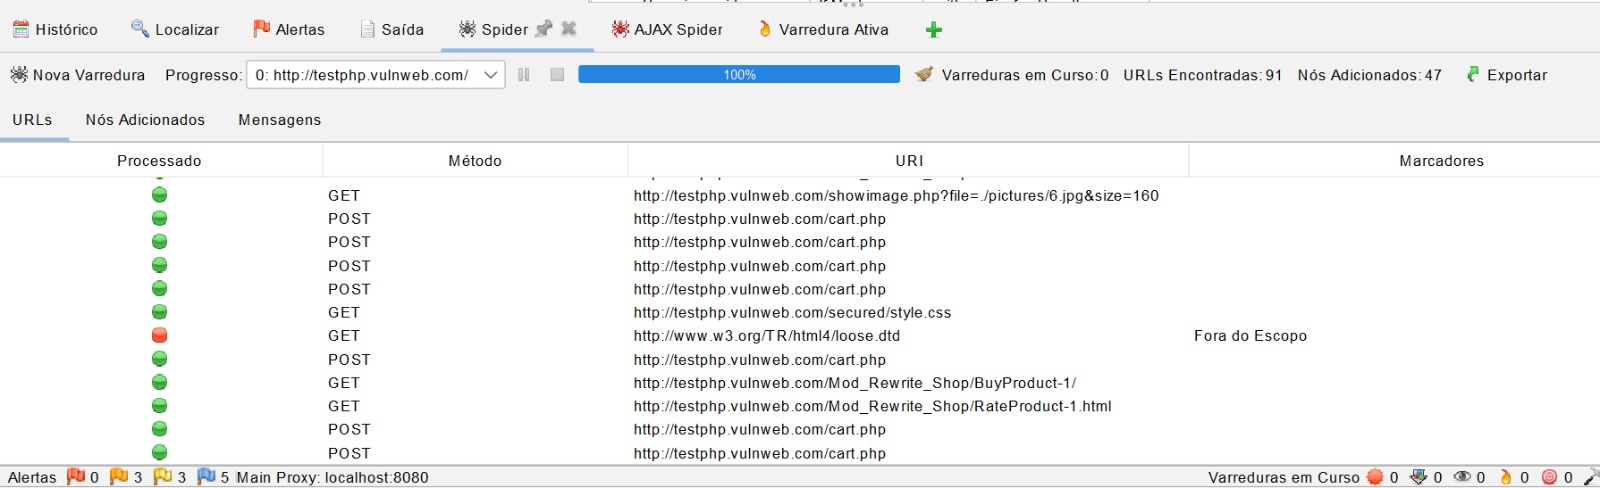 Histórico Localizar Alertas Saída Spider AJAX Spider Varredura Ativa
Nova Varredura Progresso: 0: http://testphp.vulnweb.com/ 100% Varreduras em Curso: 0 URLs Encontradas: 91 Nós Adicionados: 47 Exportar
URLs Nós Adicionados Mensagens
Processado Método URI Marcadores
GET http://testphp.vulnweb.com/showimage.php?file=./pictures/6.jpg&size=160
POST http://testphp.vulnweb.com/cart.php
POST http://testphp.vulnweb.com/cart.php
POST http://testphp.vulnweb.com/cart.php
POST http://testphp.vulnweb.com/cart.php
GET http://testphp.vulnweb.com/secured/style.css
GET http://www.w3.org/TR/html4/loose.dtd Fora do Escopo
POST http://testphp.vulnweb.com/cart.php
GET http://testphp.vulnweb.com/Mod_Rewrite_Shop/BuyProduct-1/
GET http://testphp.vulnweb.com/Mod_Rewrite_Shop/RateProduct-1.html
POST http://testphp.vulnweb.com/cart.php
POST http://testphp.vulnweb.com/cart.php
Alertas 0 3 3 5 Main Proxy: localhost:8080 Varreduras em Curso 0 0 0 0 0